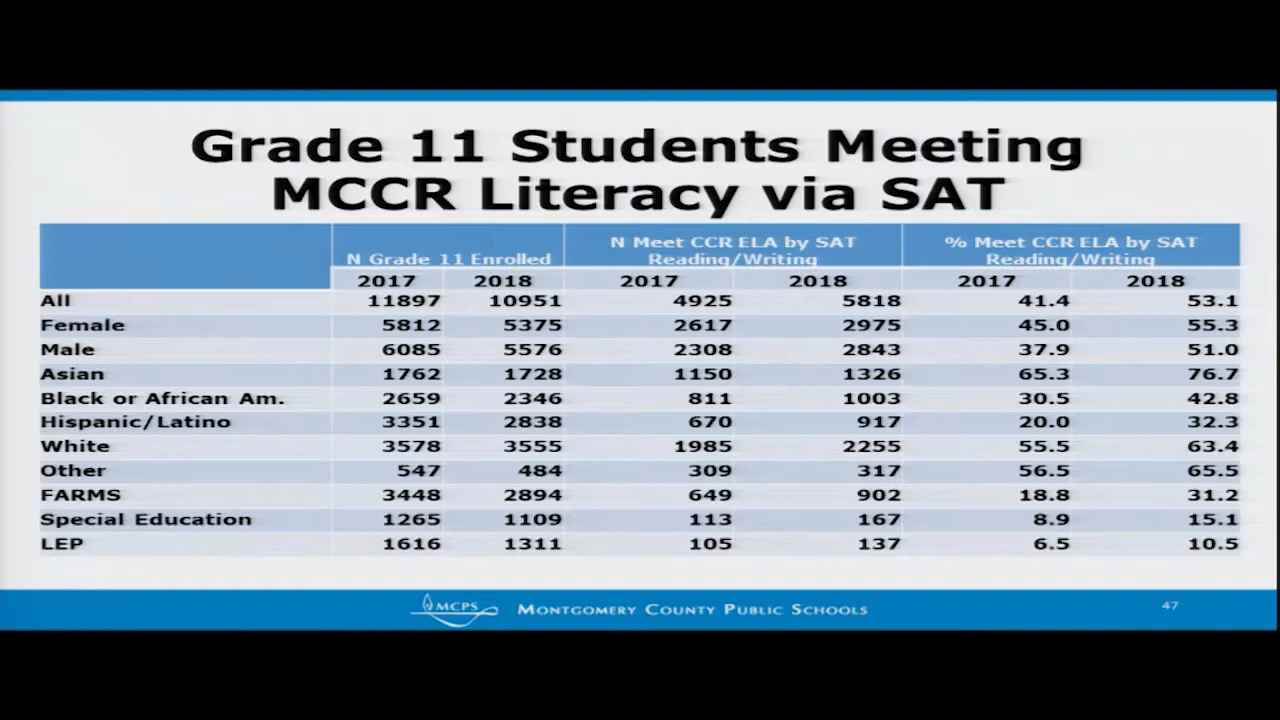 Grade 11 Students Meeting
MCCR Literacy via SAT
N Grade 11 Enrolled N Meet CCR ELA by SAT Reading/Writing % Meet CCR ELA by SAT Reading/Writing
2017 2018 2017 2018 2017 2018
All 11897 10951 4925 5818 41.4 53.1
Female 5812 5375 2617 2975 45.0 55.3
Male 6085 5576 2308 2843 37.9 51.0
Asian 1762 1728 1150 1326 65.3 76.7
Black or African Am. 2659 2346 811 1003 30.5 42.8
Hispanic/Latino 3351 2838 670 917 20.0 32.3
White 3578 3555 1985 2255 55.5 63.4
Other 547 484 309 317 56.5 65.5
FARMS 3448 2894 649 902 18.8 31.2
Special Education 1265 1109 113 167 8.9 15.1
LEP 1616 1311 105 137 6.5 10.5
MCPS MONTGOMERY COUNTY PUBLIC SCHOOLS 47